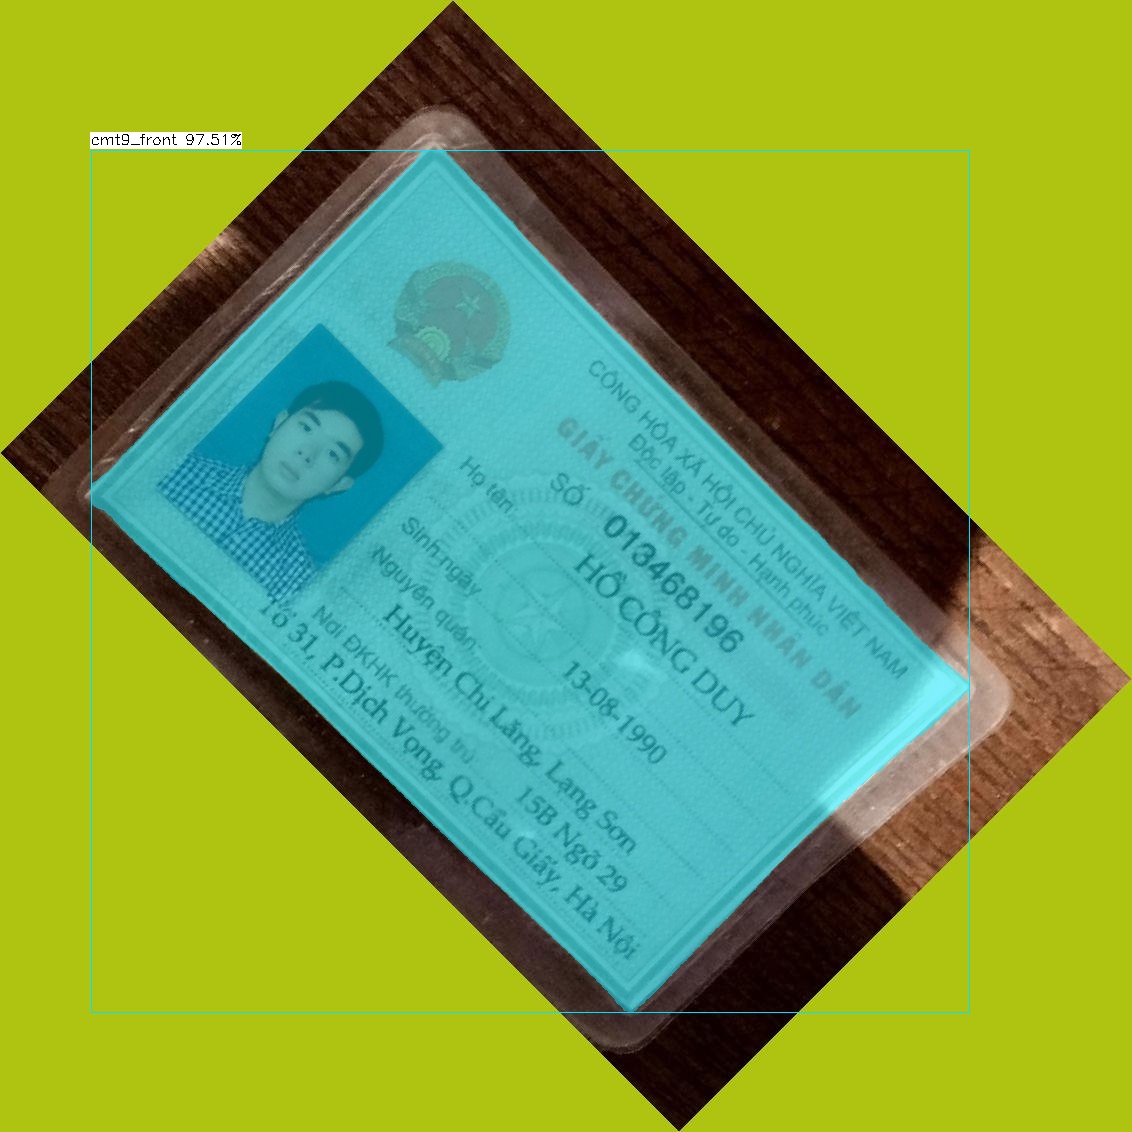 cmt9_front 97.51%
CỘNG HÒA XÃ HỘI CHỦ NGHĨA VIỆT NAM
Độc lập - Tự do - Hạnh phúc
GIẤY CHỨNG MINH NHÂN DÂN
SỐ 013468196
Họ tên HỒ CÔNG DUY
Sinh ngày 13-08-1990
Nguyên quán
Huyện Chi Lăng, Lạng Sơn
Nơi ĐKHK thường trú 15B Ngõ 29
Tổ 31, P.Dịch Vọng, Q.Cầu Giấy, Hà Nội